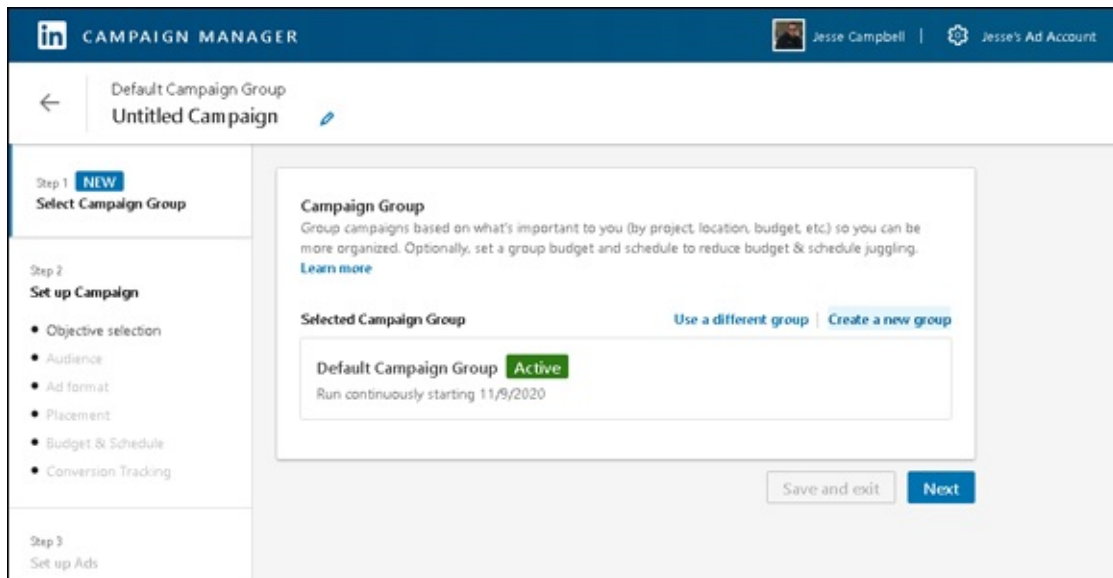 in CAMPAIGN MANAGER
Jesse Campbell | Jesse's Ad Account
Default Campaign Group
Untitled Campaign
Step 1 NEW
Select Campaign Group
Step 2
Set up Campaign
• Objective selection
• Audience
• Ad format
• Placement
• Budget & Schedule
• Conversion Tracking
Step 3
Set up Ads
Campaign Group
Group campaigns based on what's important to you (by project, location, budget, etc.) so you can be
more organized. Optionally, set a group budget and schedule to reduce budget & schedule juggling.
Learn more
Selected Campaign Group
Use a different group | Create a new group
Default Campaign Group Active
Run continuously starting 11/9/2020
Save and exit
Next